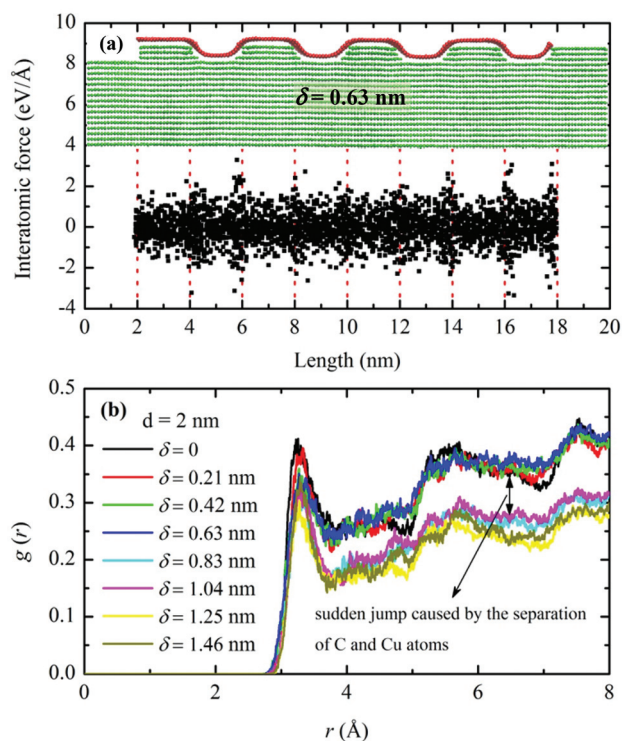 (a)
δ = 0.63 nm
Interatomic force (eV/Å)
10
8
6
4
2
0
-2
-4
0 2 4 6 8 10 12 14 16 18 20
Length (nm)
(b)
d = 2 nm
δ = 0
δ = 0.21 nm
δ = 0.42 nm
δ = 0.63 nm
δ = 0.83 nm
δ = 1.04 nm
δ = 1.25 nm
δ = 1.46 nm
sudden jump caused by the separation
of C and Cu atoms
g (r)
0.5
0.4
0.3
0.2
0.1
0.0
0 2 4 6 8
r (Å)